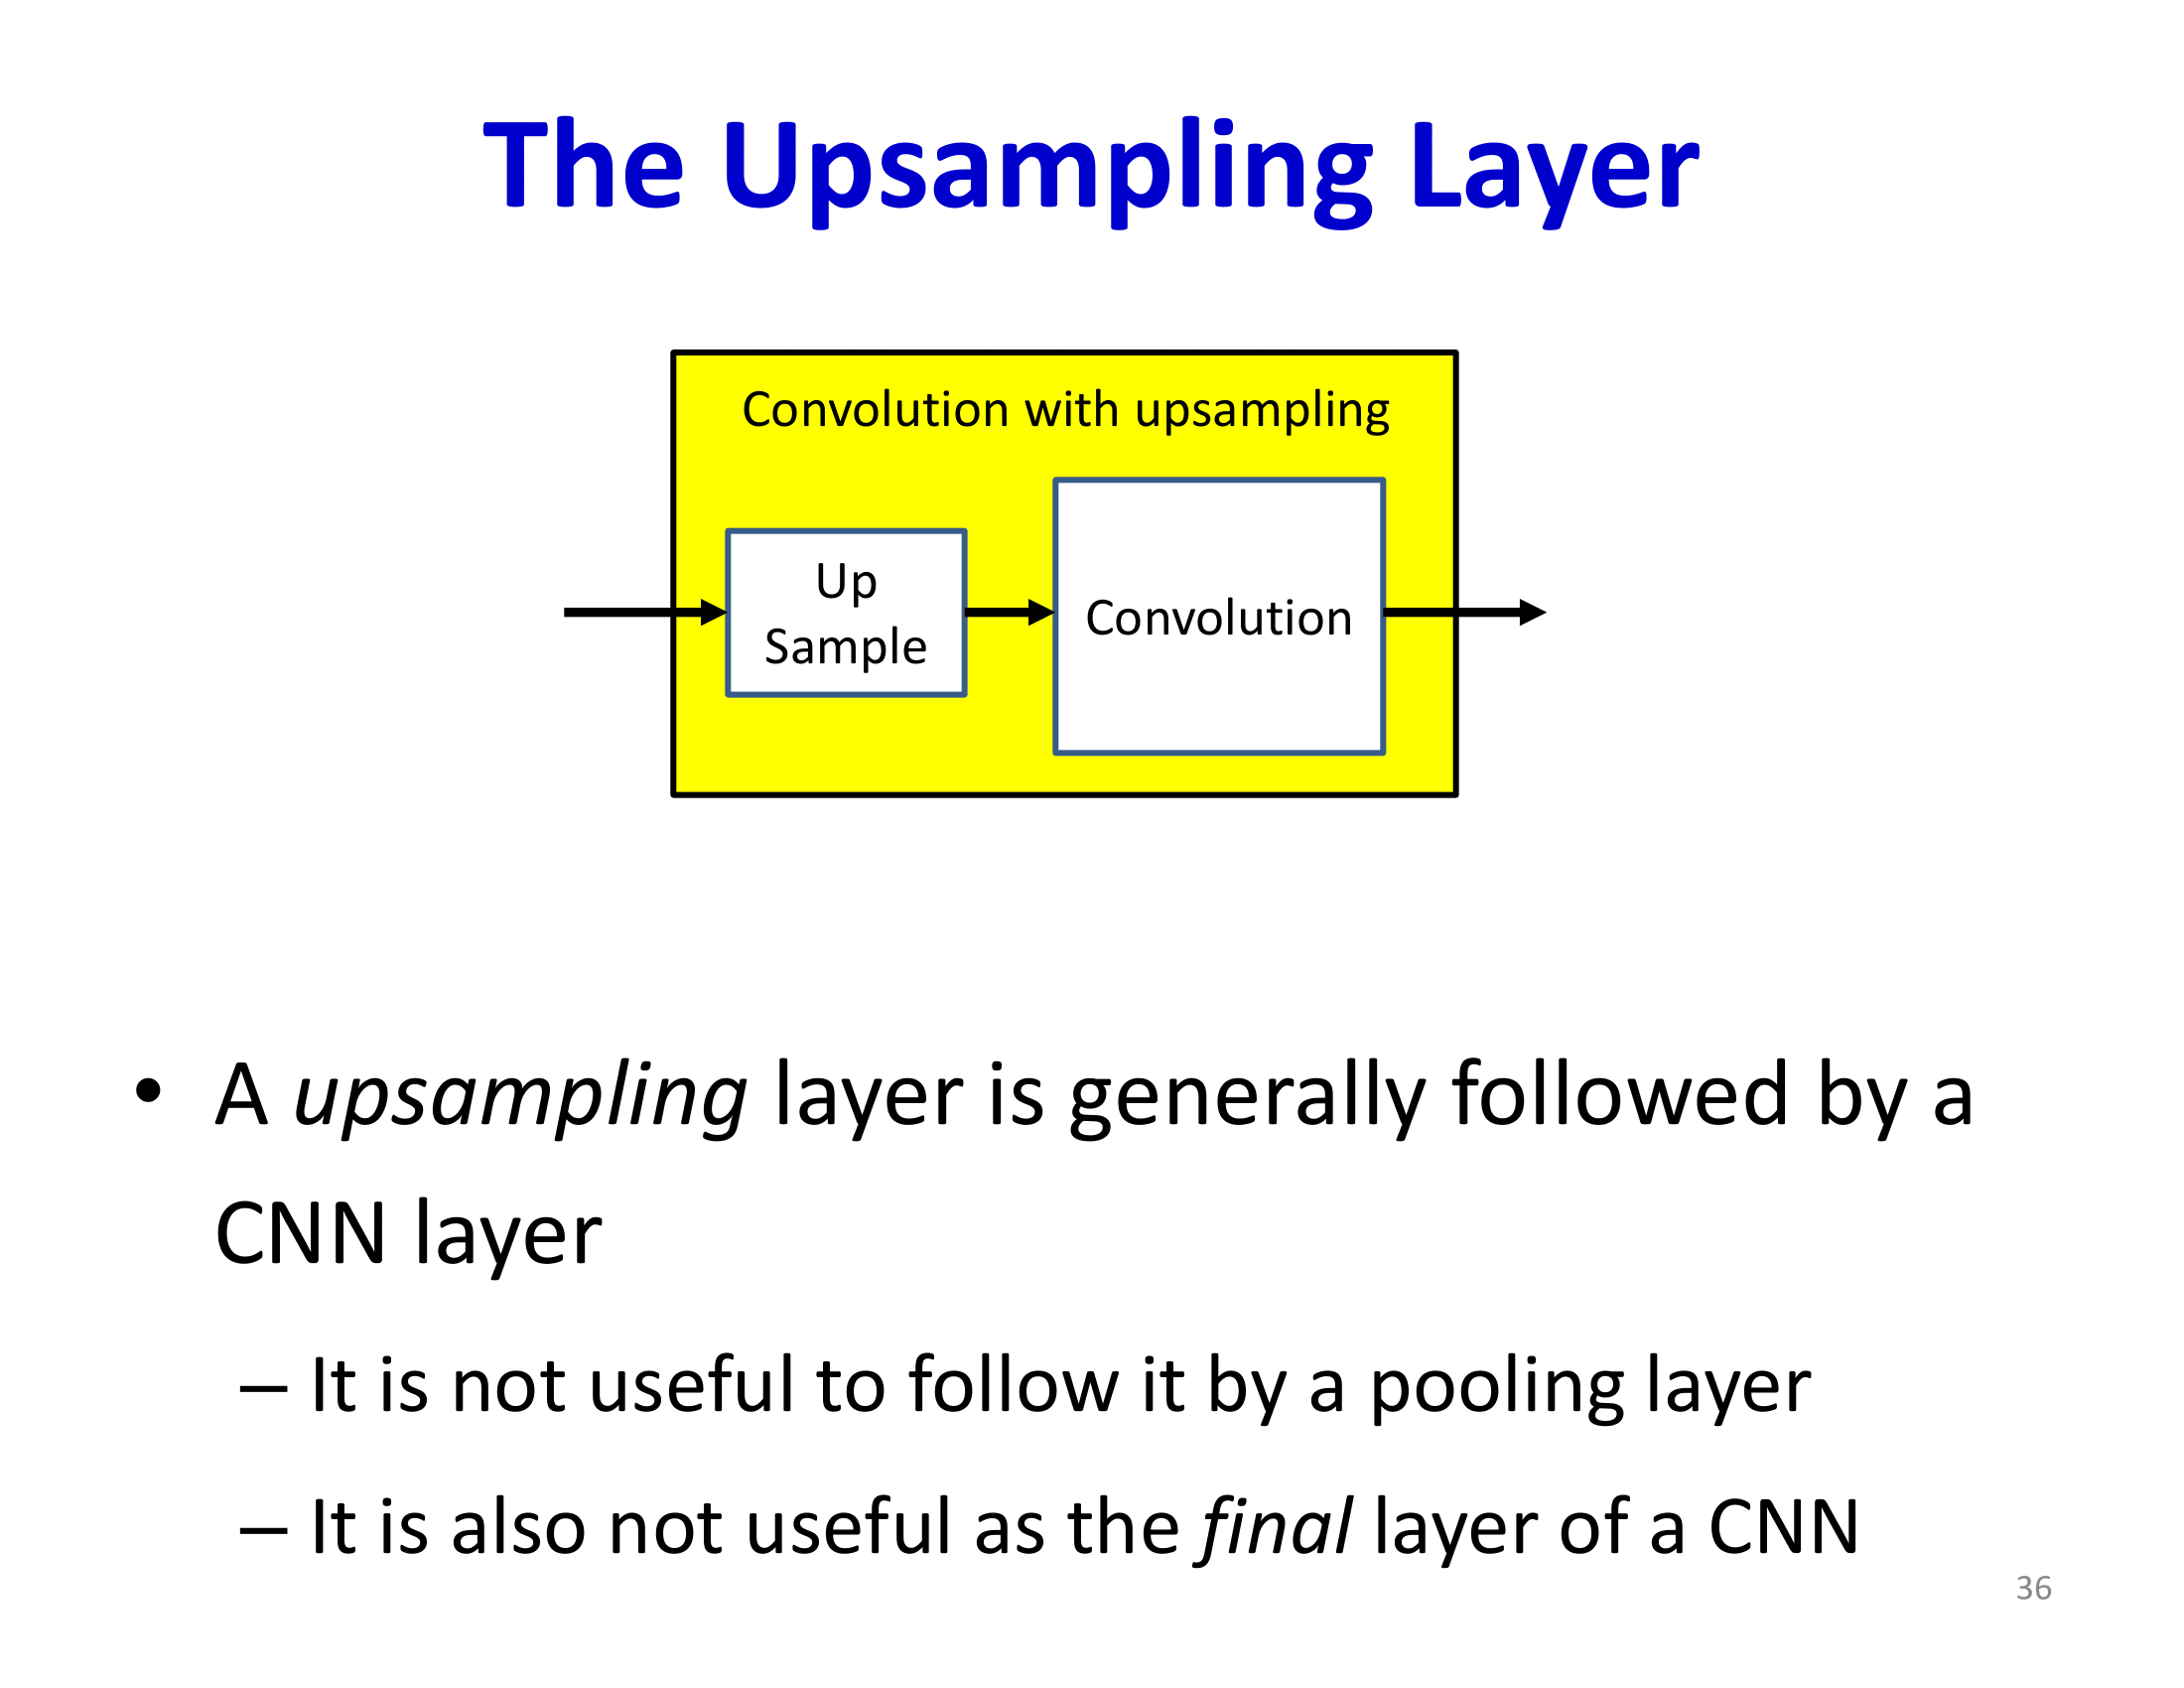 The Upsampling Layer
Convolution with upsampling
Up
Sample
Convolution
• A upsampling layer is generally followed by a
CNN layer
– It is not useful to follow it by a pooling layer
– It is also not useful as the final layer of a CNN
36